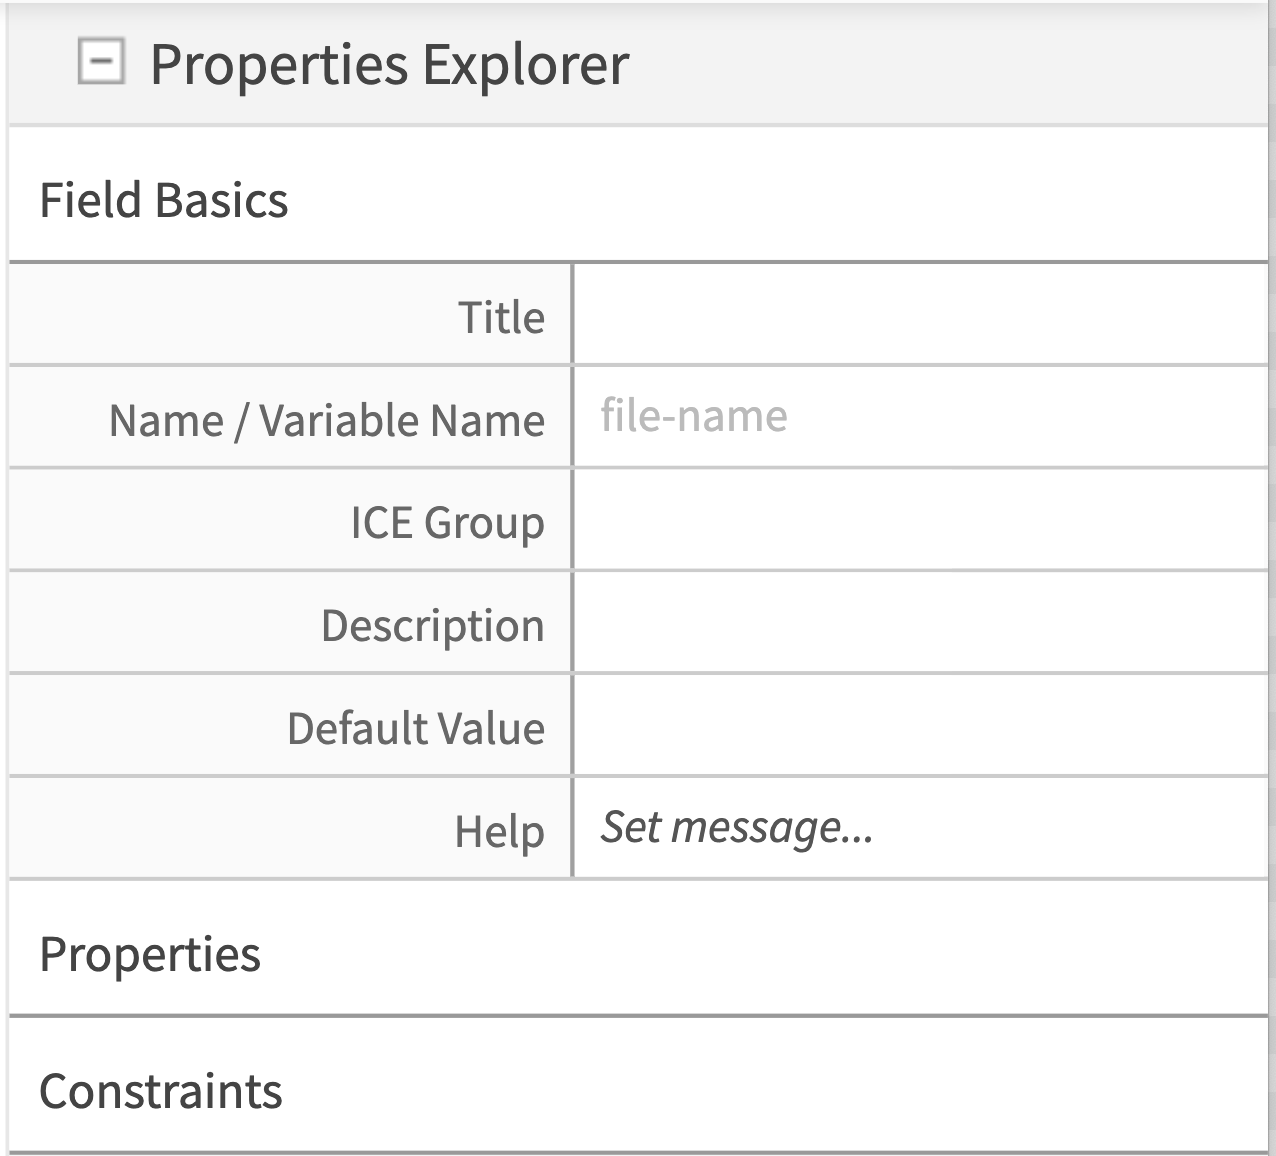 Properties Explorer
Field Basics
Title
Name / Variable Name file-name
ICE Group
Description
Default Value
Help Set message...
Properties
Constraints